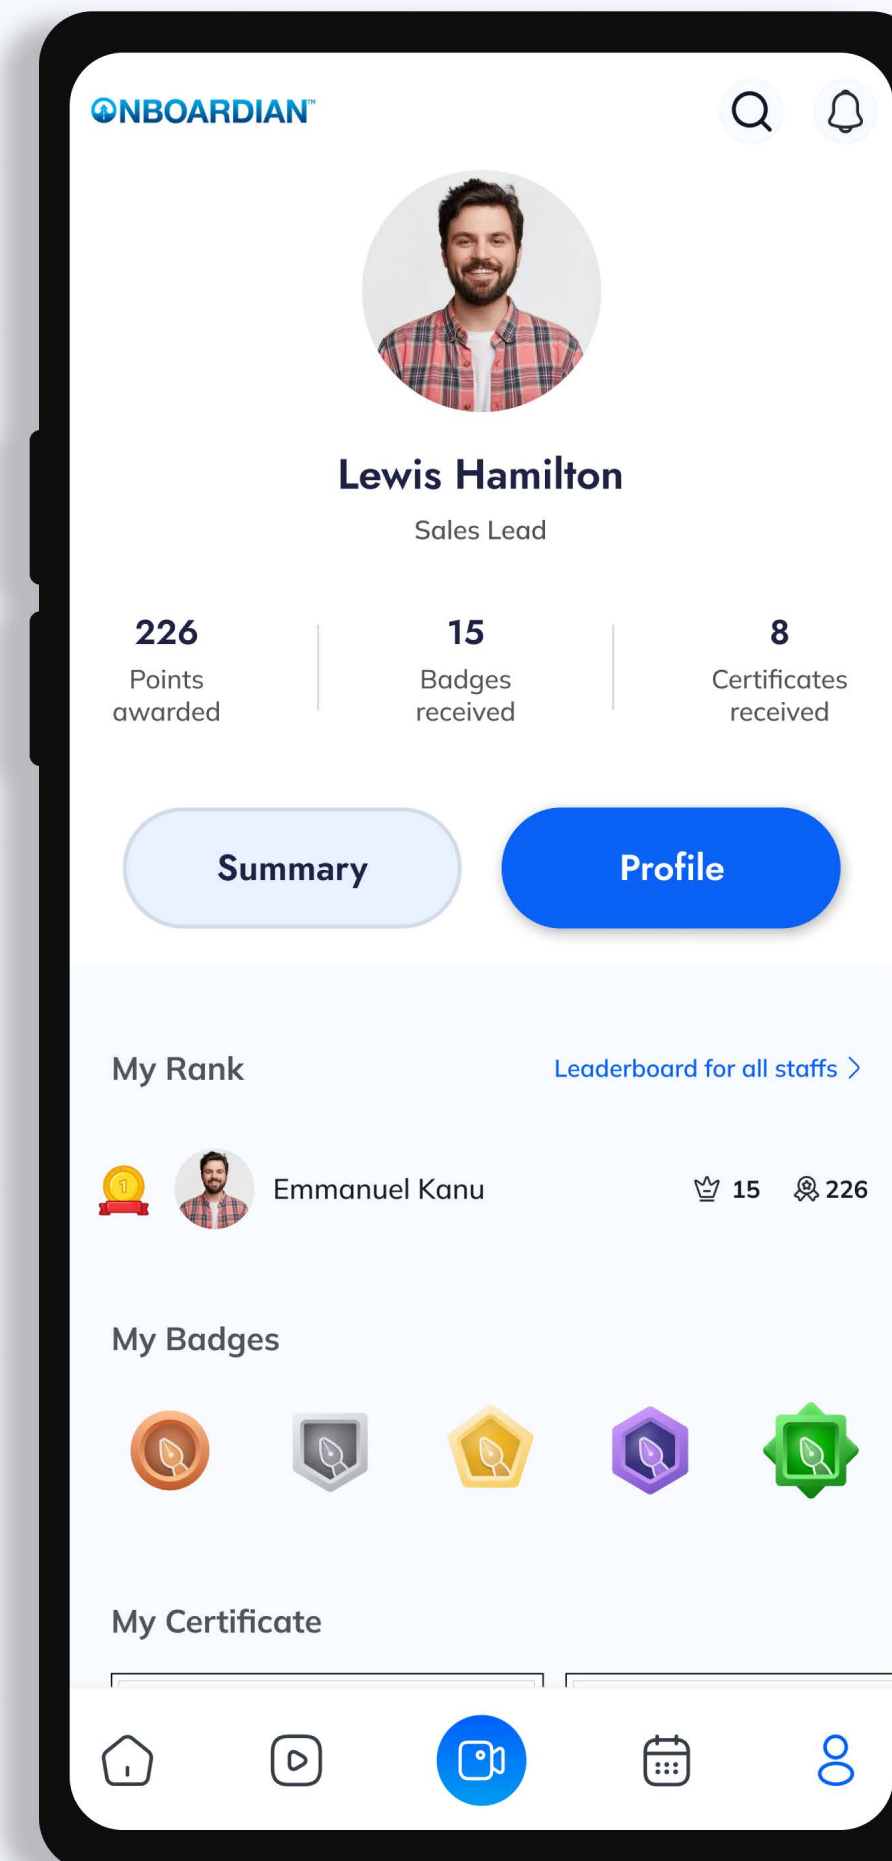 ONBOARDIAN™
Lewis Hamilton
Sales Lead
226
Points
awarded
15
Badges
received
8
Certificates
received
Summary
Profile
My Rank
Leaderboard for all staffs >
1
Emmanuel Kanu
15
226
My Badges
My Certificate